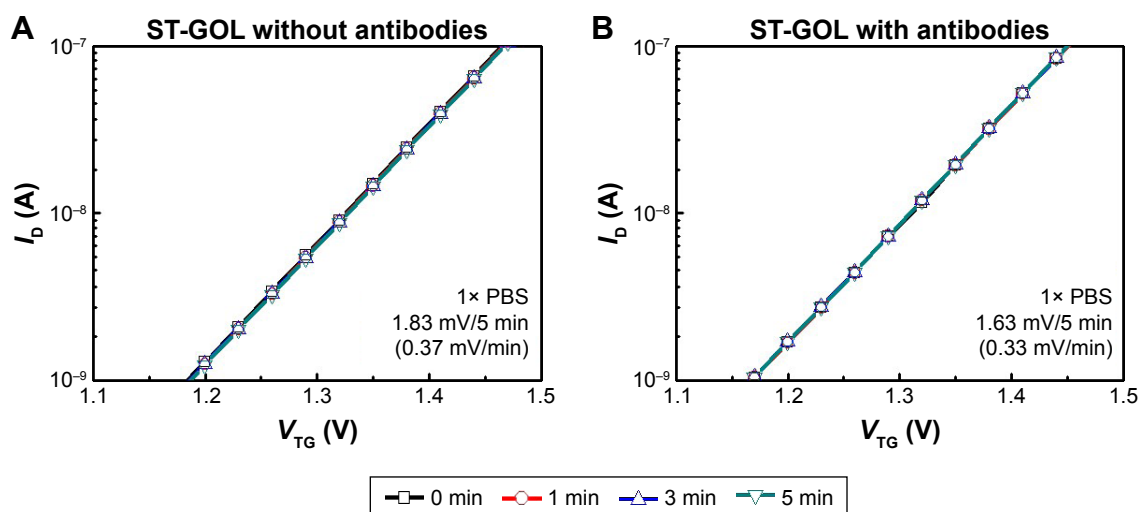 A ST-GOL without antibodies
10⁻⁷
10⁻⁸
10⁻⁹
I_D (A)
1× PBS
1.83 mV/5 min
(0.37 mV/min)
1.1 1.2 1.3 1.4 1.5
V_TG (V)
B ST-GOL with antibodies
10⁻⁷
10⁻⁸
10⁻⁹
I_D (A)
1× PBS
1.63 mV/5 min
(0.33 mV/min)
1.1 1.2 1.3 1.4 1.5
V_TG (V)
0 min 1 min 3 min 5 min